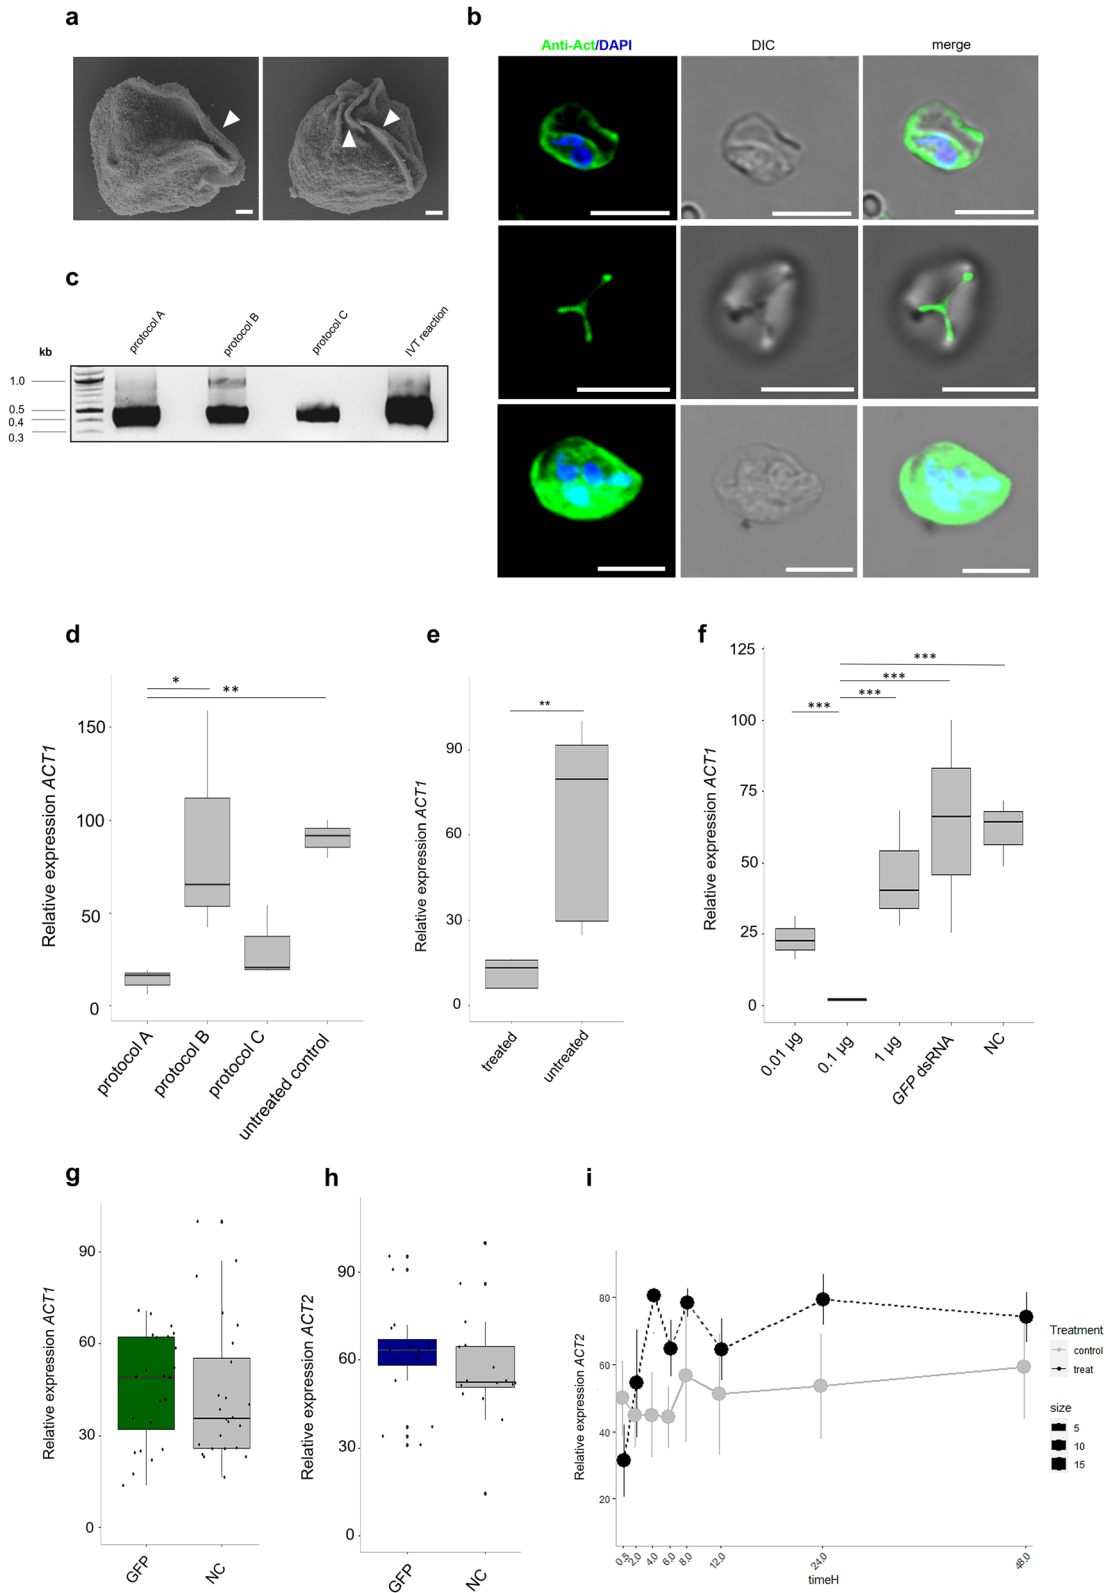 a
b
Anti-Act/DAPI
DIC
merge
c
protocol A
protocol B
protocol C
IVT reaction
kb
1.0
0.5
0.4
0.3
d
Relative expression ACT1
150
100
50
0
*
**
protocol A
protocol B
protocol C
untreated control
e
Relative expression ACT1
90
60
30
0
**
treated
untreated
f
Relative expression ACT1
125
100
75
50
25
0
***
***
***
***
0.01 µg
0.1 µg
1 µg
GFP dsRNA
NC
g
Relative expression ACT1
90
60
30
0
GFP
NC
h
Relative expression ACT2
90
60
30
0
GFP
NC
i
Relative expression ACT2
80
60
40
20
0.5
2.0
4.0
6.0
8.0
12.0
24.0
48.0
timeH
Treatment
control
treat
size
5
10
15